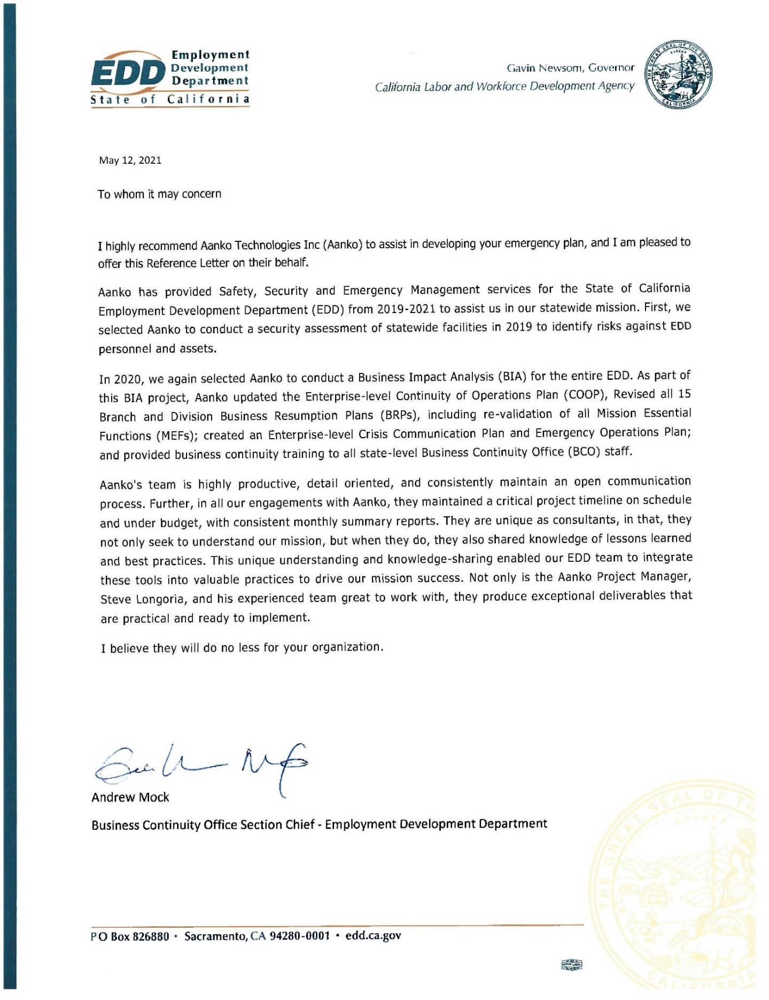 EDD
Employment
Development
Department
State of California
Gavin Newsom, Governor
California Labor and Workforce Development Agency
THE GREAT SEAL OF THE STATE OF
EUREKA
CALIFORNIA
May 12, 2021
To whom it may concern
I highly recommend Aanko Technologies Inc (Aanko) to assist in developing your emergency plan, and I am pleased to
offer this Reference Letter on their behalf.
Aanko has provided Safety, Security and Emergency Management services for the State of California
Employment Development Department (EDD) from 2019-2021 to assist us in our statewide mission. First, we
selected Aanko to conduct a security assessment of statewide facilities in 2019 to identify risks against EDD
personnel and assets.
In 2020, we again selected Aanko to conduct a Business Impact Analysis (BIA) for the entire EDD. As part of
this BIA project, Aanko updated the Enterprise-level Continuity of Operations Plan (COOP), Revised all 15
Branch and Division Business Resumption Plans (BRPs), including re-validation of all Mission Essential
Functions (MEFs); created an Enterprise-level Crisis Communication Plan and Emergency Operations Plan;
and provided business continuity training to all state-level Business Continuity Office (BCO) staff.
Aanko's team is highly productive, detail oriented, and consistently maintain an open communication
process. Further, in all our engagements with Aanko, they maintained a critical project timeline on schedule
and under budget, with consistent monthly summary reports. They are unique as consultants, in that, they
not only seek to understand our mission, but when they do, they also shared knowledge of lessons learned
and best practices. This unique understanding and knowledge-sharing enabled our EDD team to integrate
these tools into valuable practices to drive our mission success. Not only is the Aanko Project Manager,
Steve Longoria, and his experienced team great to work with, they produce exceptional deliverables that
are practical and ready to implement.
I believe they will do no less for your organization.
Andrew Mock
Business Continuity Office Section Chief - Employment Development Department
THE GREAT SEAL OF TH
EUREKA
CALIFORNIA
PO Box 826880 • Sacramento, CA 94280-0001 • edd.ca.gov